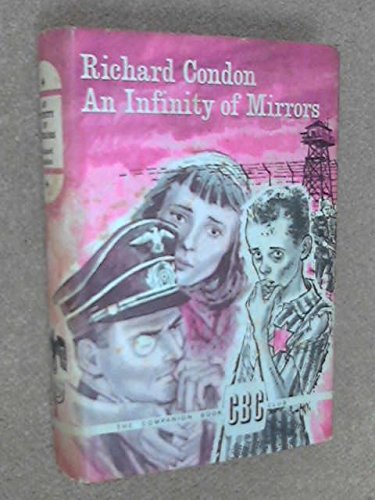 Richard Condon
An Infinity of Mirrors
THE COMPANION BOOK CBC CLUB